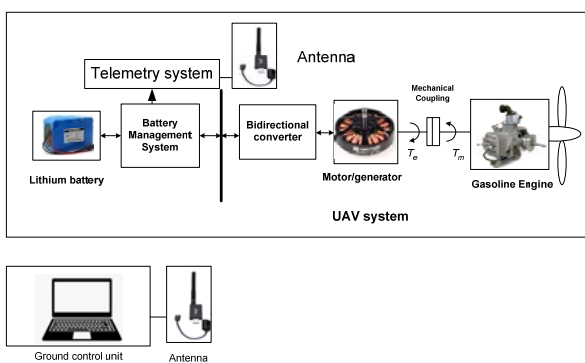 Antenna
Telemetry system
Mechanical
Coupling
Battery
Management
System
Bidirectional
converter
Lithium battery
Motor/generator
Te
Tm
Gasoline Engine
UAV system
Ground control unit
Antenna